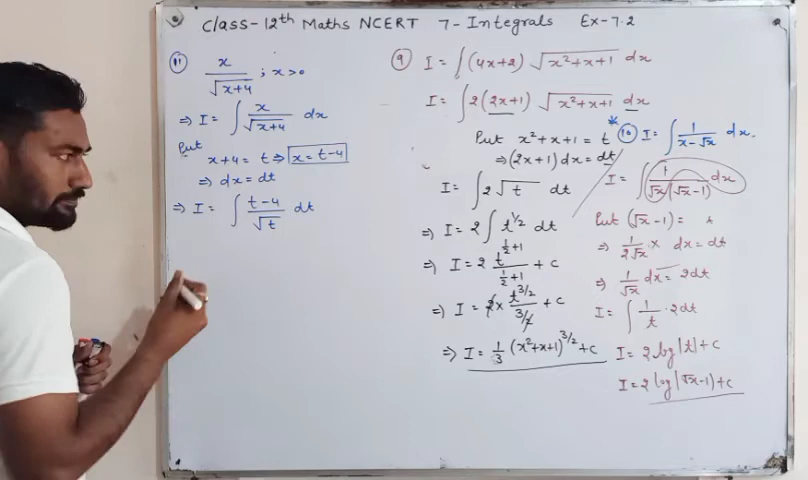 Class-12th Maths NCERT 7-Integrals Ex-7.2
11) x/√(x+4) ; x>0
⇒ I = ∫ x/√(x+4) dx
Put
x+4 = t ⇒ x = t-4
⇒ dx = dt
⇒ I = ∫ (t-4)/√t dt
9) I = ∫ (4x+2) √(x²+x+1) dx
I = ∫ 2(2x+1) √(x²+x+1) dx
Put x²+x+1 = t
⇒ (2x+1) dx = dt
I = ∫ 2√t dt
⇒ I = 2 ∫ t^(1/2) dt
⇒ I = 2 t^(1/2+1)/(1/2+1) + c
⇒ I = 2 × t^(3/2)/(3/2) + c
⇒ I = 1/3 (x²+x+1)^(3/2) + c
* 10) I = ∫ 1/(x-√x) dx.
I = ∫ 1/(√x(√x-1)) dx
Put (√x-1) = t
⇒ 1/(2√x) × dx = dt
⇒ 1/√x dx = 2dt
I = ∫ 1/t · 2dt
I = 2 log|t| + c
I = 2 log|√x-1) + c